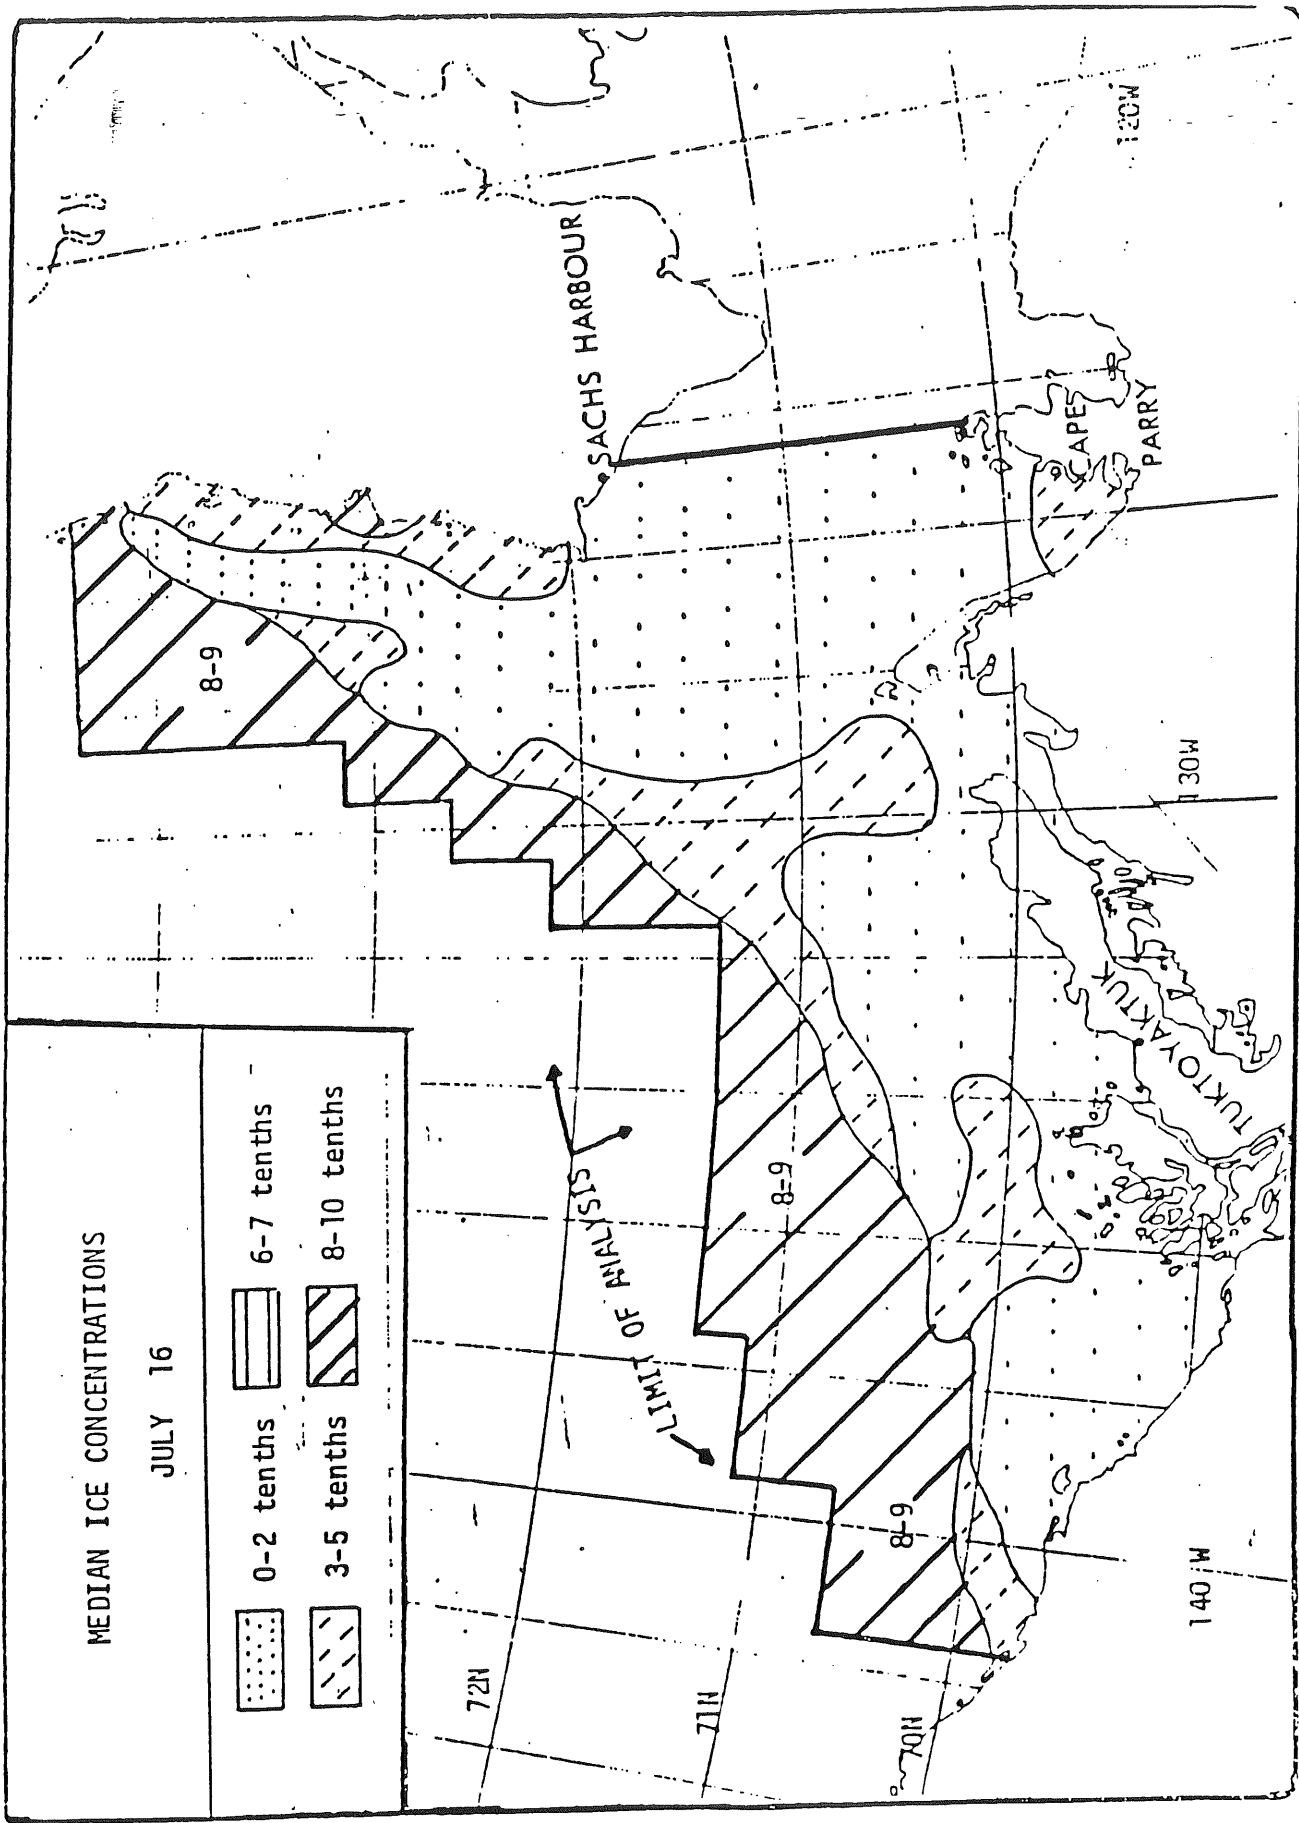 MEDIAN ICE CONCENTRATIONS
JULY 16
0-2 tenths
6-7 tenths
3-5 tenths
8-10 tenths
LIMIT OF ANALYSIS
8-9
8-9
8-9
SACHS HARBOUR
CAPE
PARRY
TUKTOYAKTUK
72N
71N
70N
140 W
130W
120W